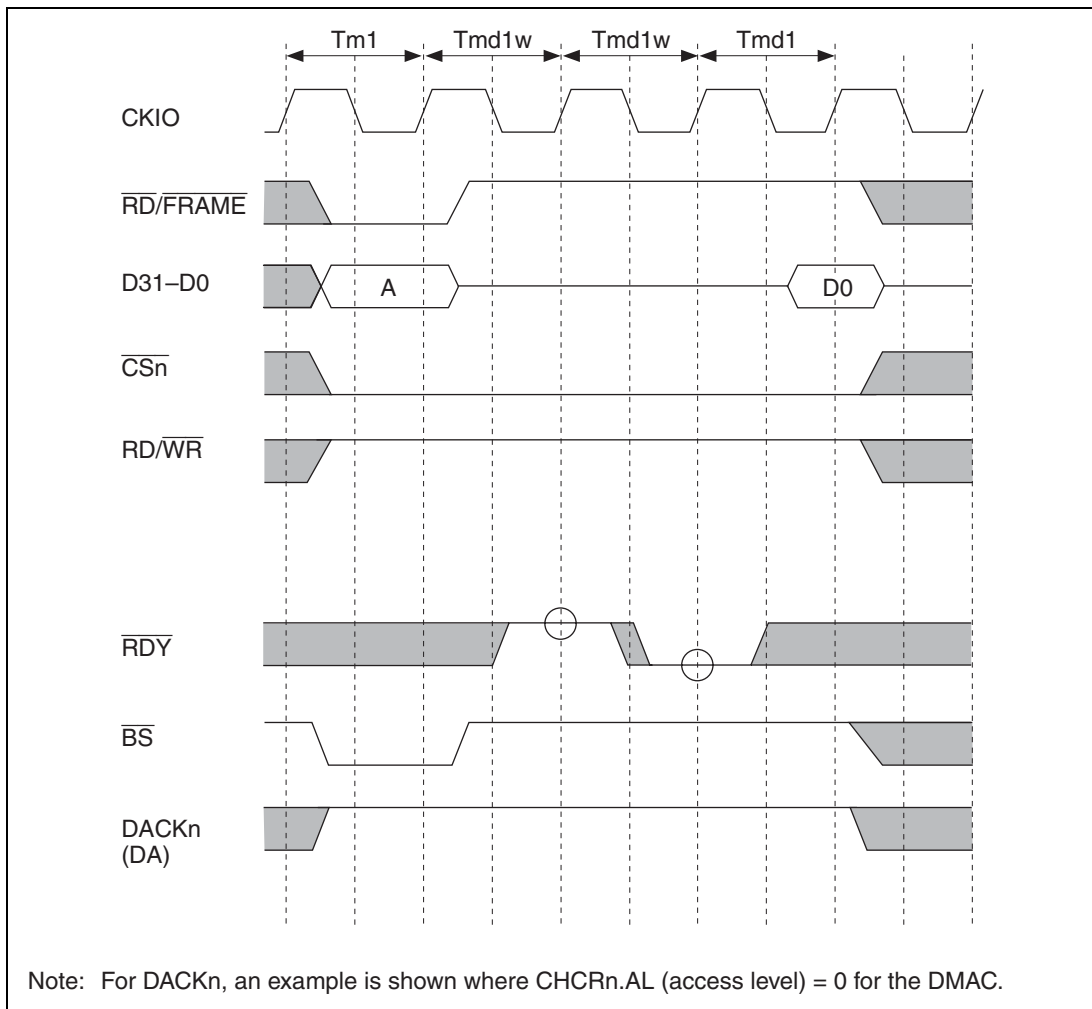 Tm1 Tmd1w Tmd1w Tmd1
CKIO
RD/FRAME
D31–D0 A D0
CSn
RD/WR
RDY
BS
DACKn
(DA)
Note: For DACKn, an example is shown where CHCRn.AL (access level) = 0 for the DMAC.